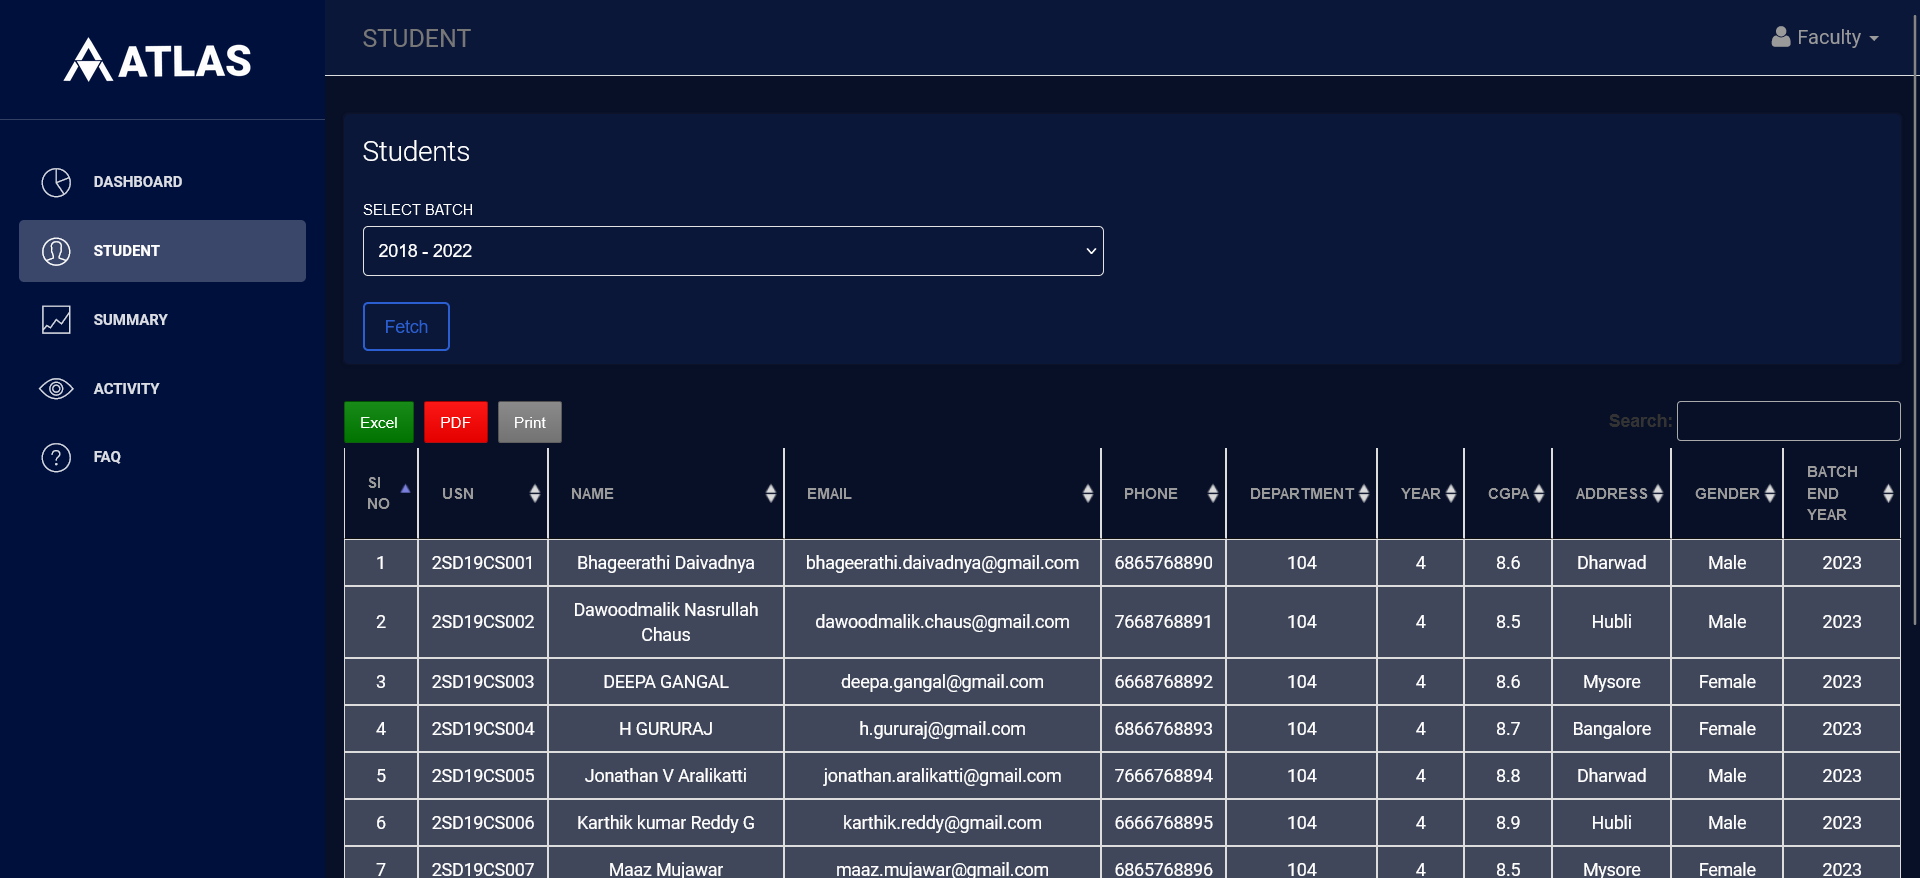 ATLAS
STUDENT
Faculty
DASHBOARD
STUDENT
SUMMARY
ACTIVITY
FAQ
Students
SELECT BATCH
2018 - 2022
Fetch
Excel PDF Print Search:
SI NO USN NAME EMAIL PHONE DEPARTMENT YEAR CGPA ADDRESS GENDER BATCH END YEAR
1 2SD19CS001 Bhageerathi Daivadnya bhageerathi.daivadnya@gmail.com 6865768890 104 4 8.6 Dharwad Male 2023
2 2SD19CS002 Dawoodmalik Nasrullah Chaus dawoodmalik.chaus@gmail.com 7668768891 104 4 8.5 Hubli Male 2023
3 2SD19CS003 DEEPA GANGAL deepa.gangal@gmail.com 6668768892 104 4 8.6 Mysore Female 2023
4 2SD19CS004 H GURURAJ h.gururaj@gmail.com 6866768893 104 4 8.7 Bangalore Female 2023
5 2SD19CS005 Jonathan V Aralikatti jonathan.aralikatti@gmail.com 7666768894 104 4 8.8 Dharwad Male 2023
6 2SD19CS006 Karthik kumar Reddy G karthik.reddy@gmail.com 6666768895 104 4 8.9 Hubli Male 2023
7 2SD19CS007 Maaz Mujawar maaz.mujawar@gmail.com 6865768896 104 4 8.5 Mysore Female 2023